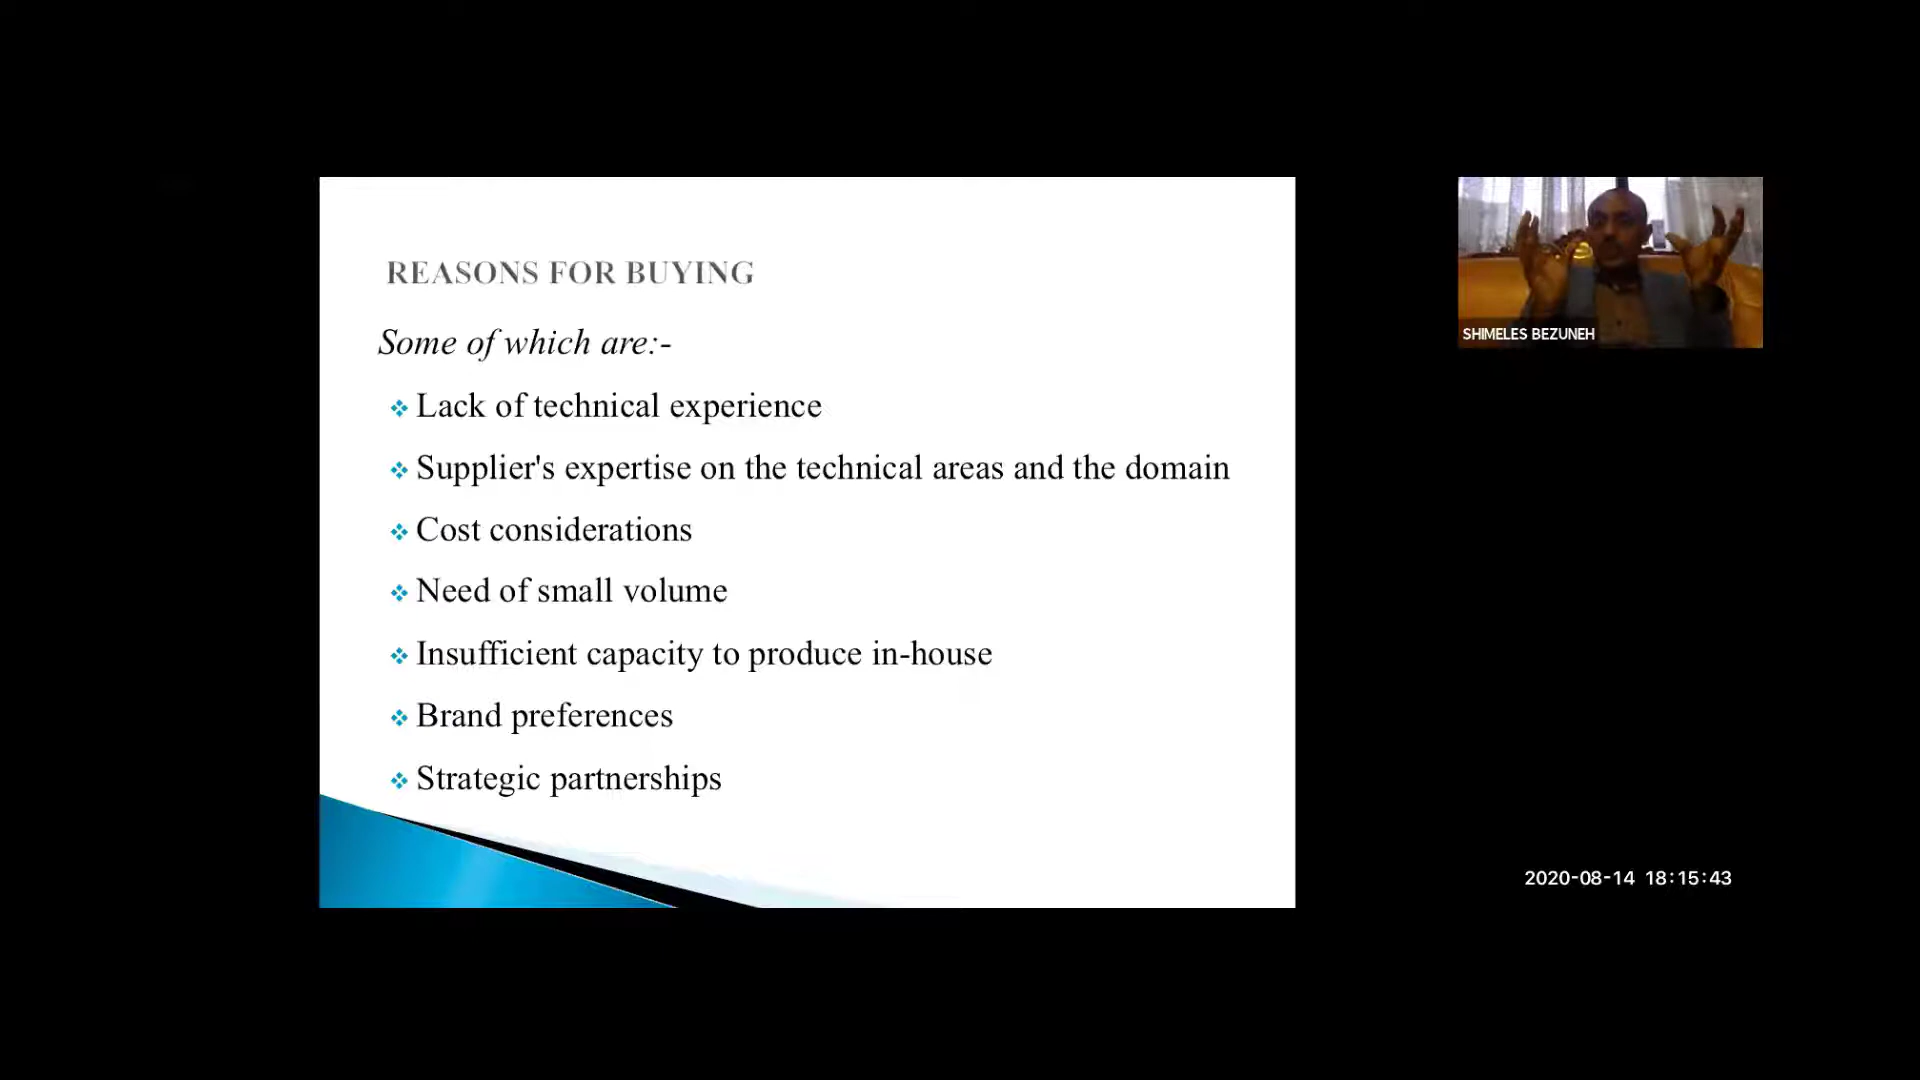 REASONS FOR BUYING
Some of which are:-
Lack of technical experience
Supplier's expertise on the technical areas and the domain
Cost considerations
Need of small volume
Insufficient capacity to produce in-house
Brand preferences
Strategic partnerships
SHIMELES BEZUNEH
2020-08-14 18:15:43